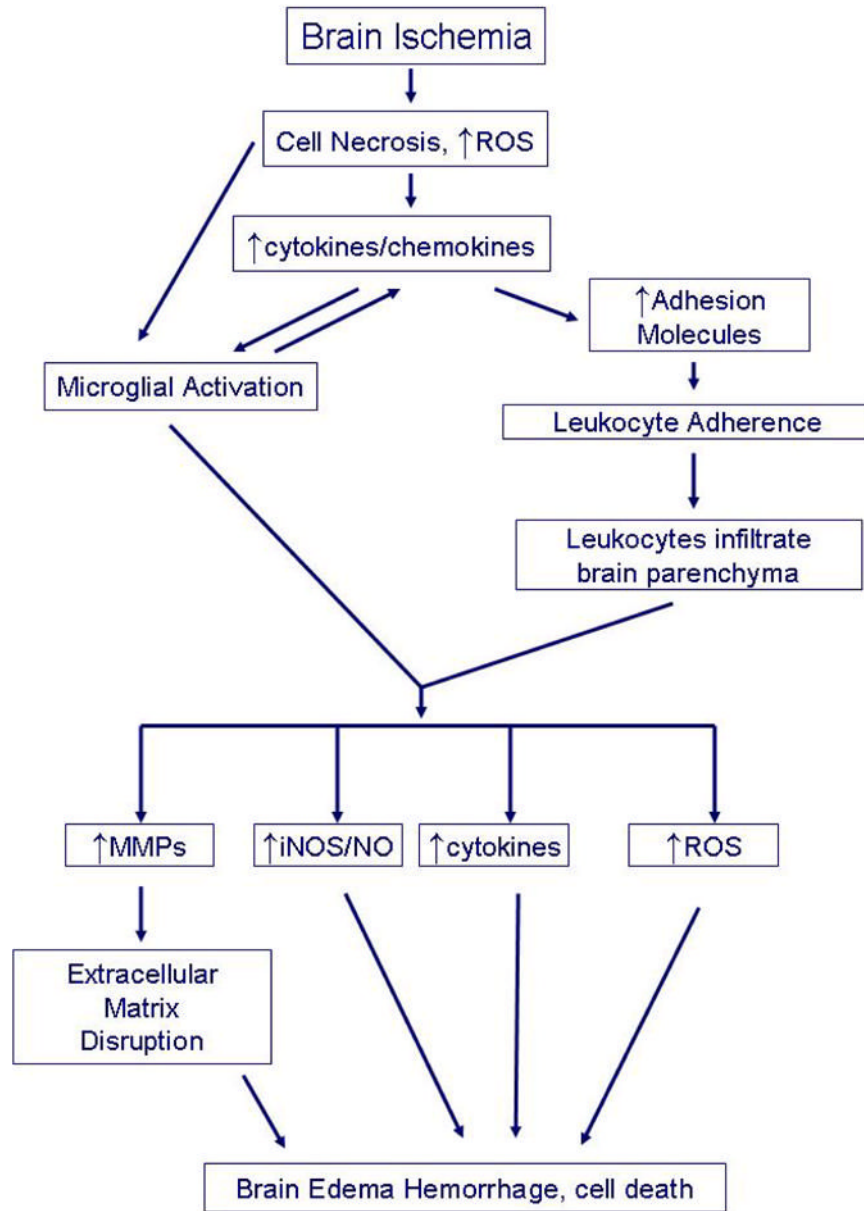 Brain Ischemia
Cell Necrosis, ↑ROS
↑cytokines/chemokines
↑Adhesion
Molecules
Microglial Activation
Leukocyte Adherence
Leukocytes infiltrate
brain parenchyma
↑MMPs
↑iNOS/NO
↑cytokines
↑ROS
Extracellular
Matrix
Disruption
Brain Edema Hemorrhage, cell death